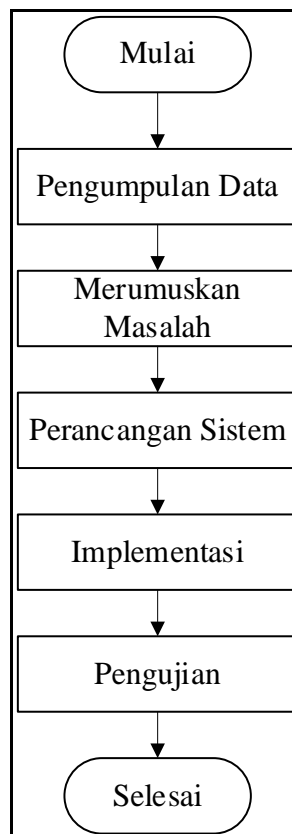 Mulai
Pengumpulan Data
Merumuskan
Masalah
Perancangan Sistem
Implementasi
Pengujian
Selesai